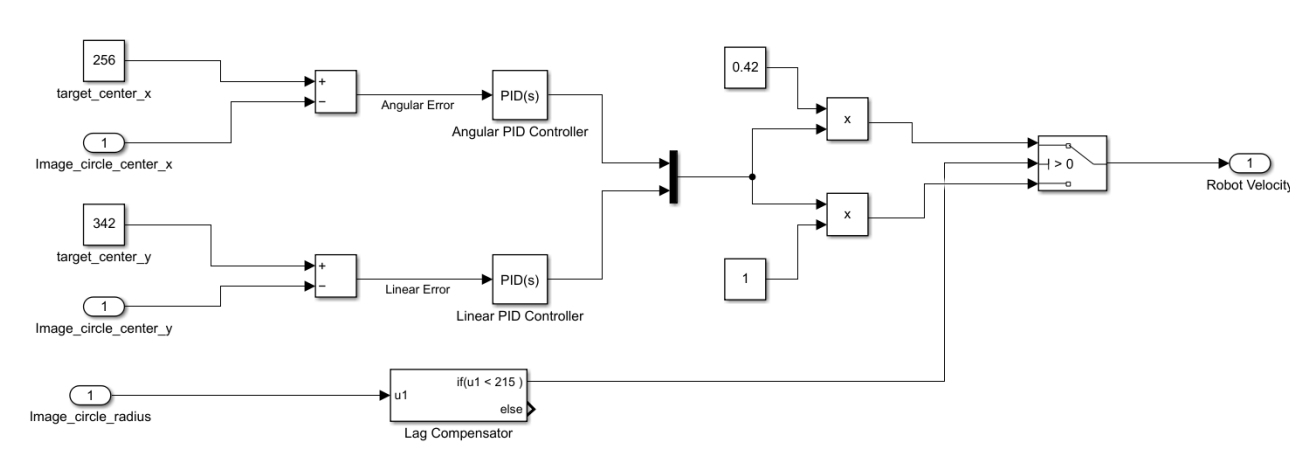 256
target_center_x
1
Image_circle_center_x
+
−
Angular Error
PID(s)
Angular PID Controller
342
target_center_y
1
Image_circle_center_y
+
−
Linear Error
PID(s)
Linear PID Controller
1
Image_circle_radius
u1
if(u1 < 215 )
else
Lag Compensator
0.42
x
x
1
> 0
1
Robot Velocity